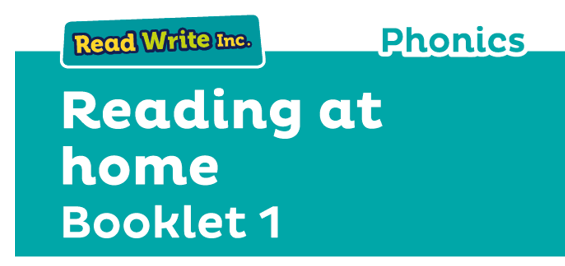 Read Write Inc.
Phonics
Reading at
home
Booklet 1